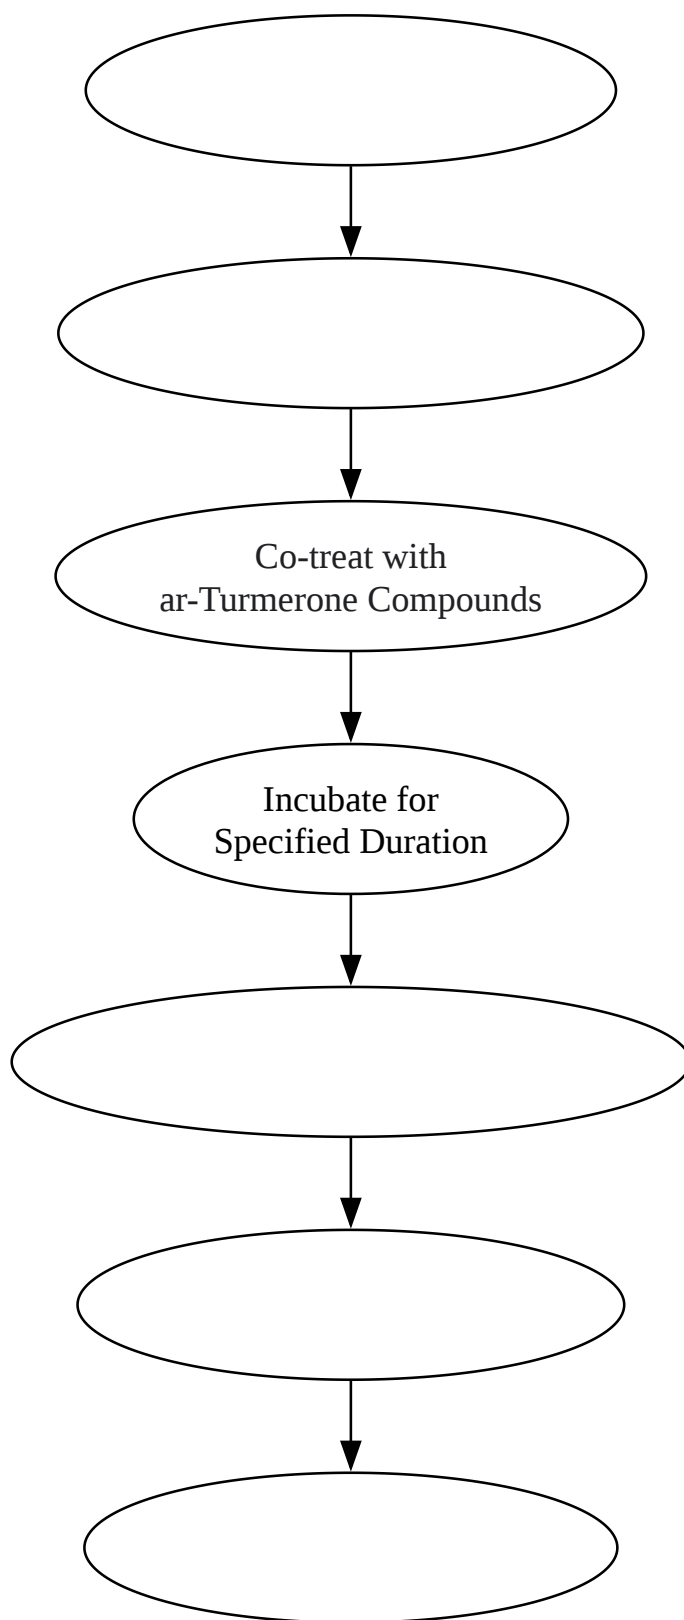 Co-treat with
ar-Turmerone Compounds
Incubate for
Specified Duration